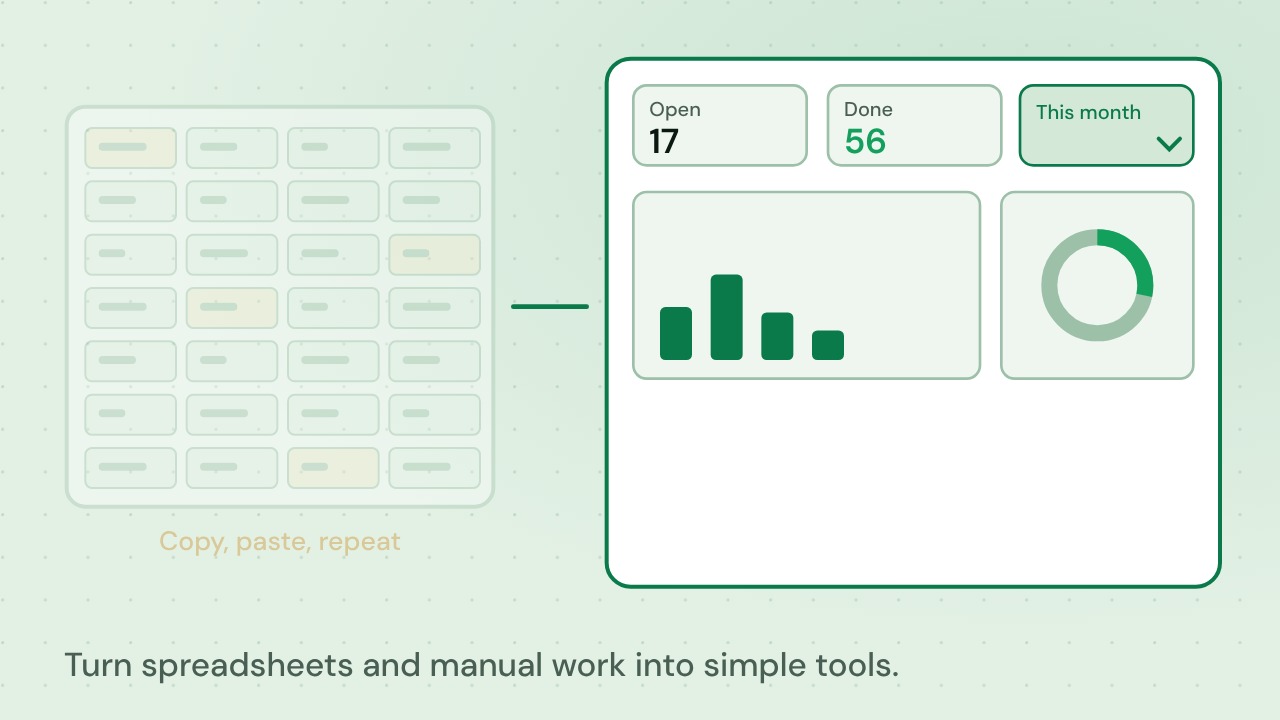 Open
17
Done
56
This month
Copy, paste, repeat
Turn spreadsheets and manual work into simple tools.